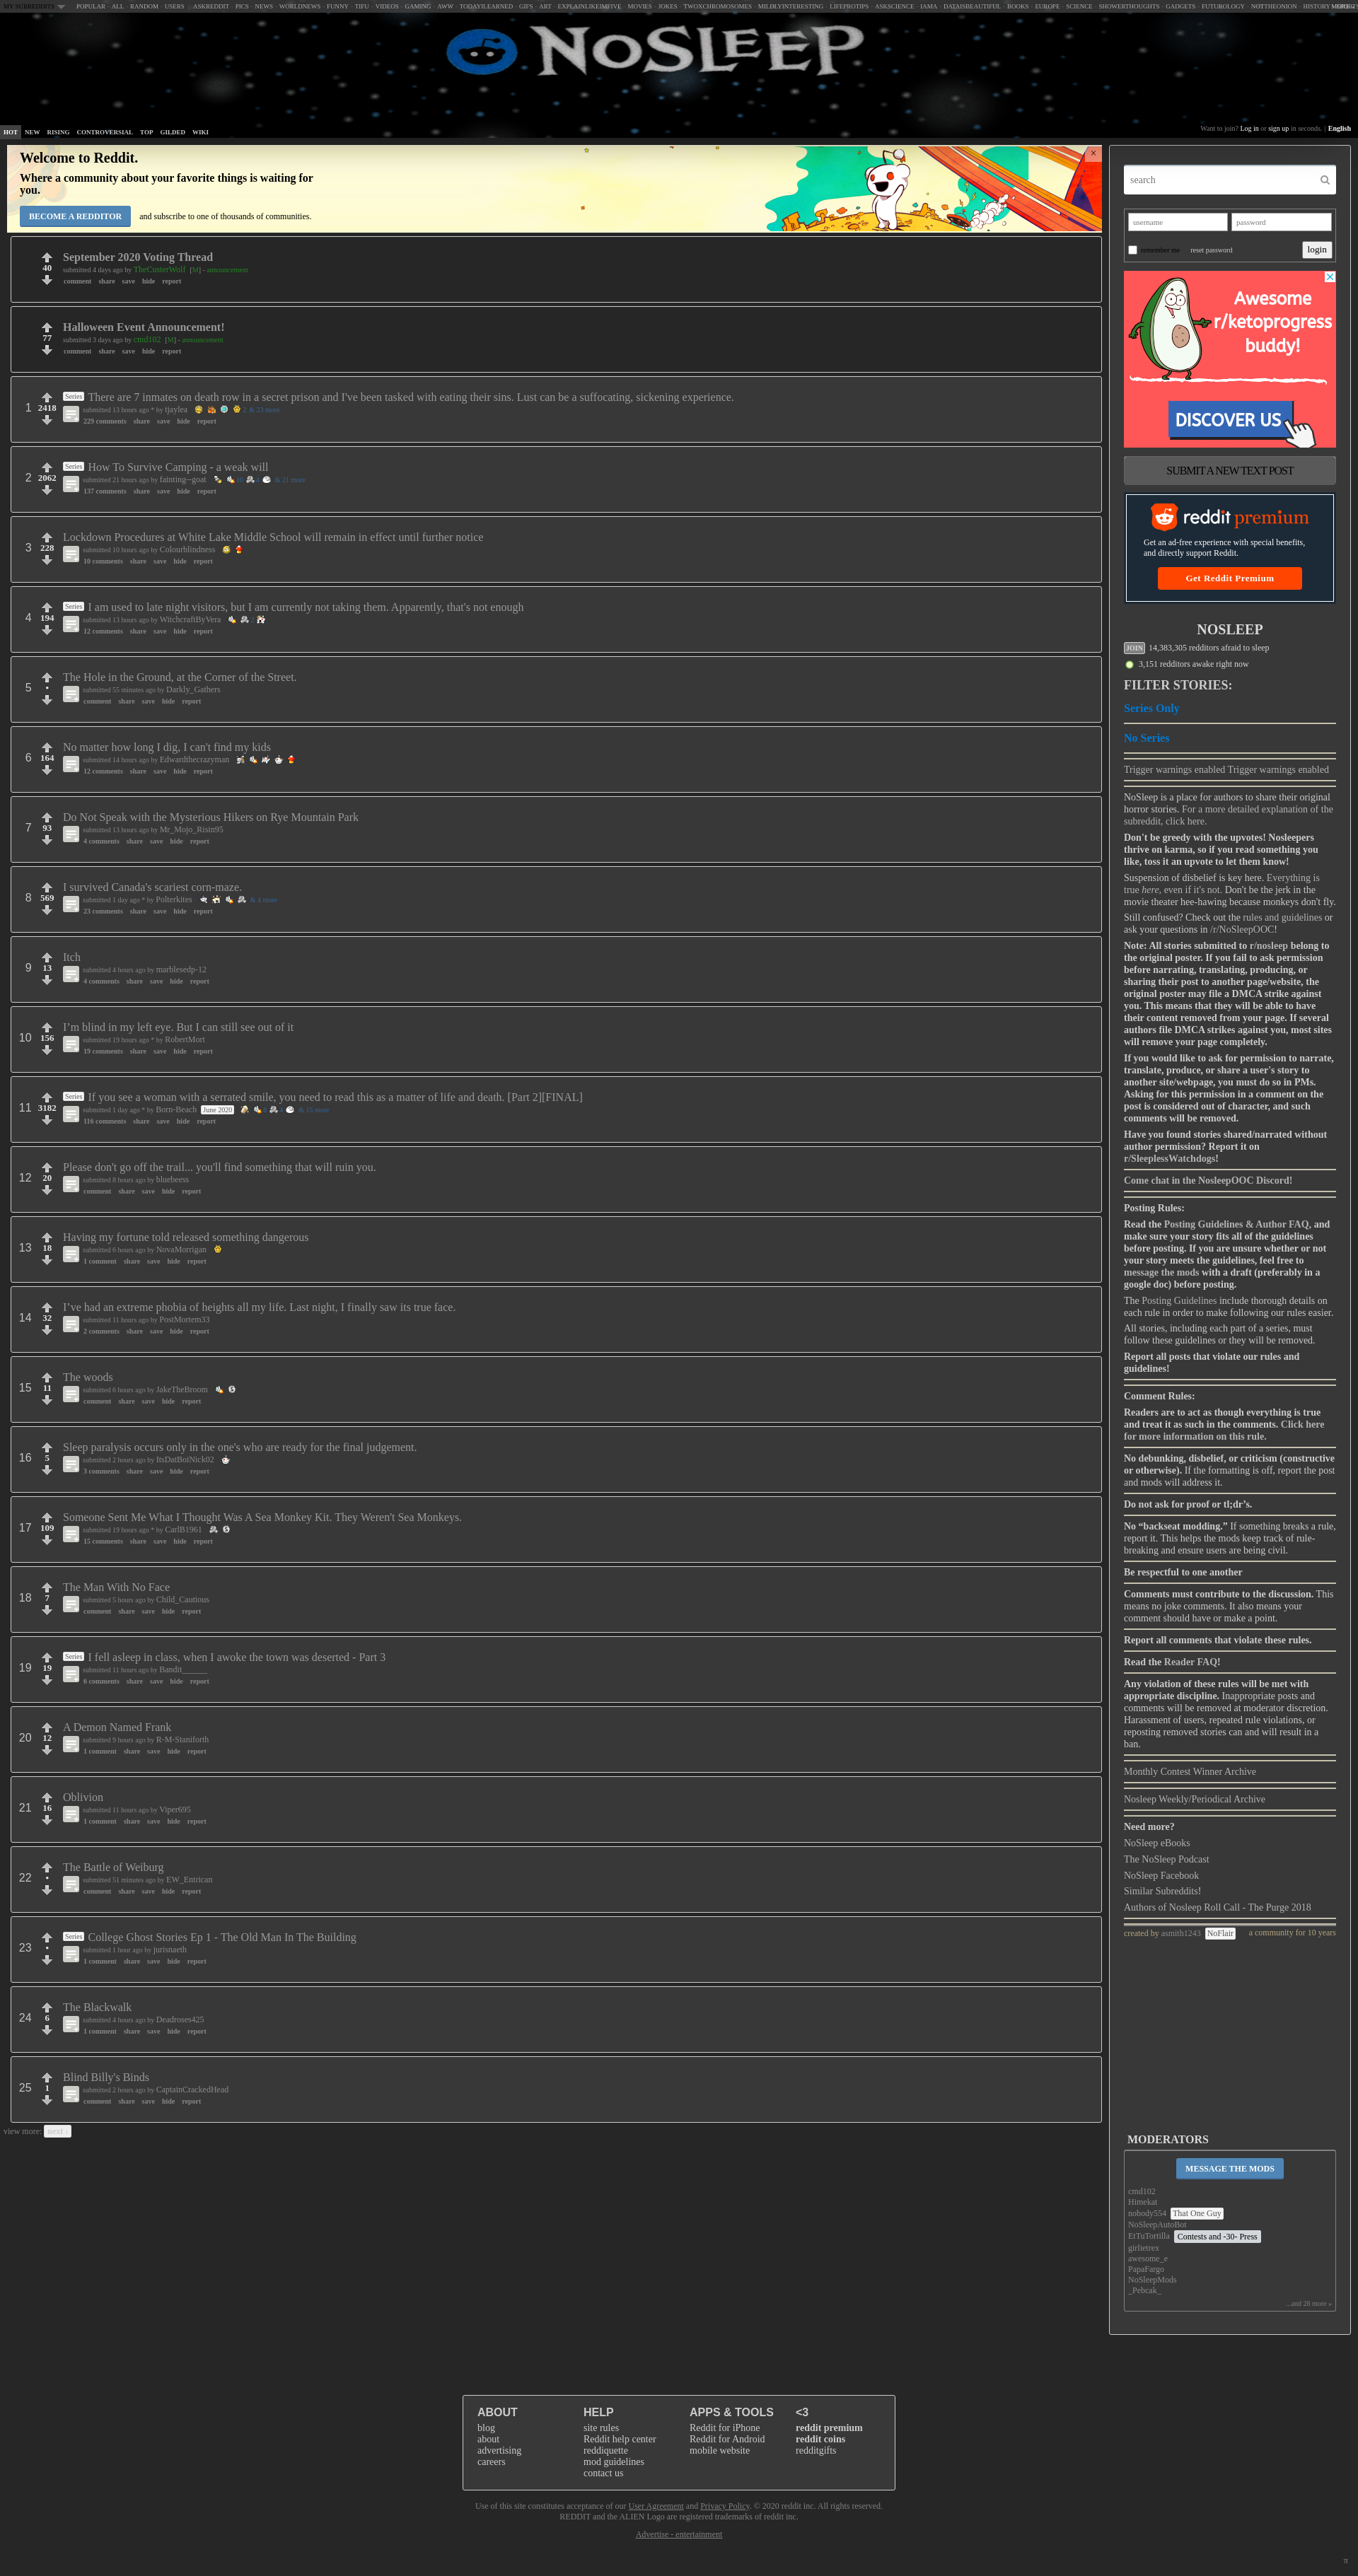 MY SUBREDDITS POPULAR - ALL - RANDOM - USERS | ASKREDDIT - PICS - NEWS - WORLDNEWS - FUNNY - TIFU - VIDEOS - GAMING - AWW - TODAYILEARNED - GIFS - ART - EXPLAINLIKEIMFIVE - MOVIES - JOKES - TWOXCHROMOSOMES - MILDLYINTERESTING - LIFEPROTIPS - ASKSCIENCE - IAMA - DATAISBEAUTIFUL - BOOKS - EUROPE - SCIENCE - SHOWERTHOUGHTS - GADGETS - FUTUROLOGY - NOTTHEONION - HISTORY
NOSLEEP
HOT NEW RISING CONTROVERSIAL TOP GILDED WIKI
Want to join? Log in or sign up in seconds. | English
Welcome to Reddit.
Where a community about your favorite things is waiting for you.
BECOME A REDDITOR and subscribe to one of thousands of communities.
×
40
September 2020 Voting Thread
submitted 4 days ago by TheCusterWolf [M] - announcement
comment share save hide report
77
Halloween Event Announcement!
submitted 3 days ago by cmd102 [M] - announcement
comment share save hide report
1 2418
Series There are 7 inmates on death row in a secret prison and I've been tasked with eating their sins. Lust can be a suffocating, sickening experience.
submitted 13 hours ago * by tjaylea 2 & 23 more
229 comments share save hide report
2 2062
Series How To Survive Camping - a weak will
submitted 21 hours ago by fainting--goat & 21 more
137 comments share save hide report
3 228
Lockdown Procedures at White Lake Middle School will remain in effect until further notice
submitted 10 hours ago by Colourblindness
10 comments share save hide report
4 194
Series I am used to late night visitors, but I am currently not taking them. Apparently, that's not enough
submitted 13 hours ago by WitchcraftByVera
12 comments share save hide report
5 •
The Hole in the Ground, at the Corner of the Street.
submitted 55 minutes ago by Darkly_Gathers
comment share save hide report
6 164
No matter how long I dig, I can't find my kids
submitted 14 hours ago by Edwardthecrazyman
12 comments share save hide report
7 93
Do Not Speak with the Mysterious Hikers on Rye Mountain Park
submitted 13 hours ago by Mr_Mojo_Risin95
4 comments share save hide report
8 569
I survived Canada's scariest corn-maze.
submitted 1 day ago * by Polterkites & 4 more
23 comments share save hide report
9 13
Itch
submitted 4 hours ago by marblesedp-12
4 comments share save hide report
10 156
I’m blind in my left eye. But I can still see out of it
submitted 19 hours ago * by RobertMort
19 comments share save hide report
11 3182
Series If you see a woman with a serrated smile, you need to read this as a matter of life and death. [Part 2][FINAL]
submitted 1 day ago * by Born-Beach June 2020 & 15 more
116 comments share save hide report
12 20
Please don't go off the trail... you'll find something that will ruin you.
submitted 8 hours ago by bluebeess
comment share save hide report
13 18
Having my fortune told released something dangerous
submitted 6 hours ago by NovaMorrigan
1 comment share save hide report
14 32
I’ve had an extreme phobia of heights all my life. Last night, I finally saw its true face.
submitted 11 hours ago by PostMortem33
2 comments share save hide report
15 11
The woods
submitted 6 hours ago by JakeTheBroom
comment share save hide report
16 5
Sleep paralysis occurs only in the one's who are ready for the final judgement.
submitted 2 hours ago by ItsDatBoiNick02
3 comments share save hide report
17 109
Someone Sent Me What I Thought Was A Sea Monkey Kit. They Weren't Sea Monkeys.
submitted 19 hours ago * by CarlB1961
15 comments share save hide report
18 7
The Man With No Face
submitted 5 hours ago by Child_Cautious
comment share save hide report
19 19
Series I fell asleep in class, when I awoke the town was deserted - Part 3
submitted 11 hours ago by Bandit______
6 comments share save hide report
20 12
A Demon Named Frank
submitted 9 hours ago by R-M-Staniforth
1 comment share save hide report
21 16
Oblivion
submitted 11 hours ago by Viper695
1 comment share save hide report
22 •
The Battle of Weiburg
submitted 51 minutes ago by EW_Entrican
comment share save hide report
23 •
Series College Ghost Stories Ep 1 - The Old Man In The Building
submitted 1 hour ago by jurisnaeth
1 comment share save hide report
24 6
The Blackwalk
submitted 4 hours ago by Deadroses425
1 comment share save hide report
25 1
Blind Billy's Binds
submitted 2 hours ago by CaptainCrackedHead
comment share save hide report
view more: next ›
search
username password
remember me reset password login
Awesome
r/ketoprogress
buddy!
DISCOVER US
SUBMIT A NEW TEXT POST
reddit premium
Get an ad-free experience with special benefits,
and directly support Reddit.
Get Reddit Premium
NOSLEEP
JOIN 14,383,305 redditors afraid to sleep
3,151 redditors awake right now
FILTER STORIES:
Series Only
No Series
Trigger warnings enabled Trigger warnings enabled
NoSleep is a place for authors to share their original
horror stories. For a more detailed explanation of the
subreddit, click here.
Don't be greedy with the upvotes! Nosleepers
thrive on karma, so if you read something you
like, toss it an upvote to let them know!
Suspension of disbelief is key here. Everything is
true here, even if it's not. Don't be the jerk in the
movie theater hee-hawing because monkeys don't fly.
Still confused? Check out the rules and guidelines or
ask your questions in /r/NoSleepOOC!
Note: All stories submitted to r/nosleep belong to
the original poster. If you fail to ask permission
before narrating, translating, producing, or
sharing their post to another page/website, the
original poster may file a DMCA strike against
you. This means that they will be able to have
their content removed from your page. If several
authors file DMCA strikes against you, most sites
will remove your page completely.
If you would like to ask for permission to narrate,
translate, produce, or share a user's story to
another site/webpage, you must do so in PMs.
Asking for this permission in a comment on the
post is considered out of character, and such
comments will be removed.
Have you found stories shared/narrated without
author permission? Report it on
r/SleeplessWatchdogs!
Come chat in the NosleepOOC Discord!
Posting Rules:
Read the Posting Guidelines & Author FAQ, and
make sure your story fits all of the guidelines
before posting. If you are unsure whether or not
your story meets the guidelines, feel free to
message the mods with a draft (preferably in a
google doc) before posting.
The Posting Guidelines include thorough details on
each rule in order to make following our rules easier.
All stories, including each part of a series, must
follow these guidelines or they will be removed.
Report all posts that violate our rules and
guidelines!
Comment Rules:
Readers are to act as though everything is true
and treat it as such in the comments. Click here
for more information on this rule.
No debunking, disbelief, or criticism (constructive
or otherwise). If the formatting is off, report the post
and mods will address it.
Do not ask for proof or tl;dr’s.
No “backseat modding.” If something breaks a rule,
report it. This helps the mods keep track of rule-
breaking and ensure users are being civil.
Be respectful to one another
Comments must contribute to the discussion. This
means no joke comments. It also means your
comment should have or make a point.
Report all comments that violate these rules.
Read the Reader FAQ!
Any violation of these rules will be met with
appropriate discipline. Inappropriate posts and
comments will be removed at moderator discretion.
Harassment of users, repeated rule violations, or
reposting removed stories can and will result in a
ban.
Monthly Contest Winner Archive
Nosleep Weekly/Periodical Archive
Need more?
NoSleep eBooks
The NoSleep Podcast
NoSleep Facebook
Similar Subreddits!
Authors of Nosleep Roll Call - The Purge 2018
created by asmith1243 NoFlair a community for 10 years
MODERATORS
MESSAGE THE MODS
cmd102
Himekat
nobody554 That One Guy
NoSleepAutoBot
EtTuTortilla Contests and -30- Press
girlietrex
awesome_e
PapaFargo
NoSleepMods
_Pebcak_
...and 28 more »
ABOUT
blog
about
advertising
careers
HELP
site rules
Reddit help center
reddiquette
mod guidelines
contact us
APPS & TOOLS
Reddit for iPhone
Reddit for Android
mobile website
<3
reddit premium
reddit coins
redditgifts
Use of this site constitutes acceptance of our User Agreement and Privacy Policy. © 2020 reddit inc. All rights reserved.
REDDIT and the ALIEN Logo are registered trademarks of reddit inc.
Advertise - entertainment
π